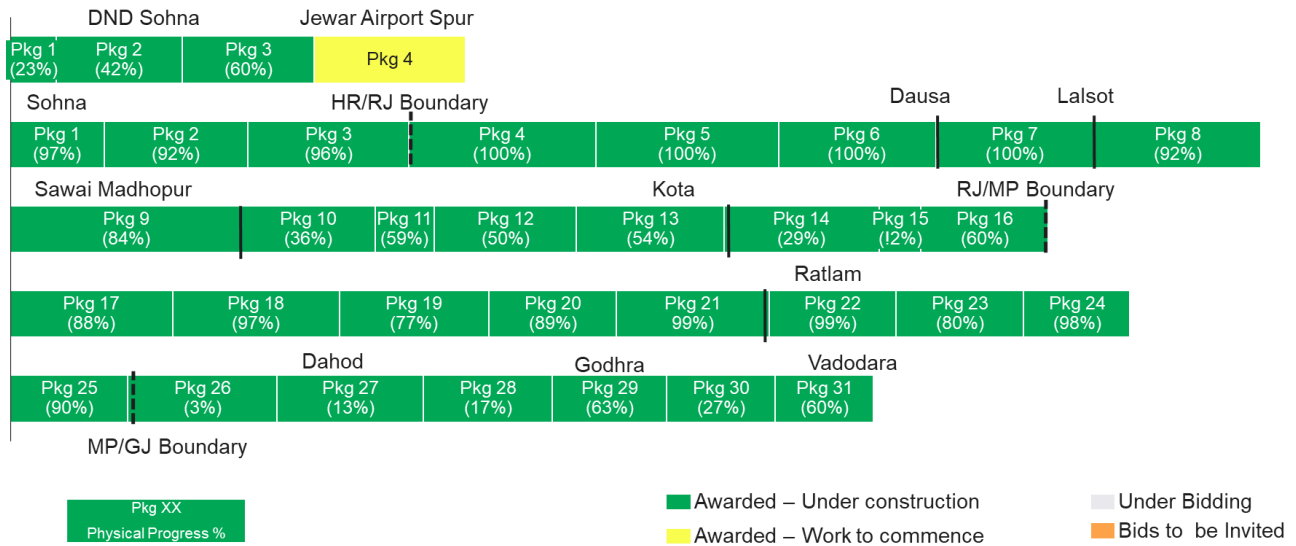 DND Sohna Jewar Airport Spur
Pkg 1 Pkg 2 Pkg 3 Pkg 4
(23%) (42%) (60%)
Sohna HR/RJ Boundary Dausa Lalsot
Pkg 1 Pkg 2 Pkg 3 Pkg 4 Pkg 5 Pkg 6 Pkg 7 Pkg 8
(97%) (92%) (96%) (100%) (100%) (100%) (100%) (92%)
Sawai Madhopur Kota RJ/MP Boundary
Pkg 9 Pkg 10 Pkg 11 Pkg 12 Pkg 13 Pkg 14 Pkg 15 Pkg 16
(84%) (36%) (59%) (50%) (54%) (29%) (!2%) (60%)
Ratlam
Pkg 17 Pkg 18 Pkg 19 Pkg 20 Pkg 21 Pkg 22 Pkg 23 Pkg 24
(88%) (97%) (77%) (89%) 99%) (99%) (80%) (98%)
Dahod Godhra Vadodara
Pkg 25 Pkg 26 Pkg 27 Pkg 28 Pkg 29 Pkg 30 Pkg 31
(90%) (3%) (13%) (17%) (63%) (27%) (60%)
MP/GJ Boundary
Pkg XX
Physical Progress %
Awarded – Under construction Under Bidding
Awarded – Work to commence Bids to be Invited